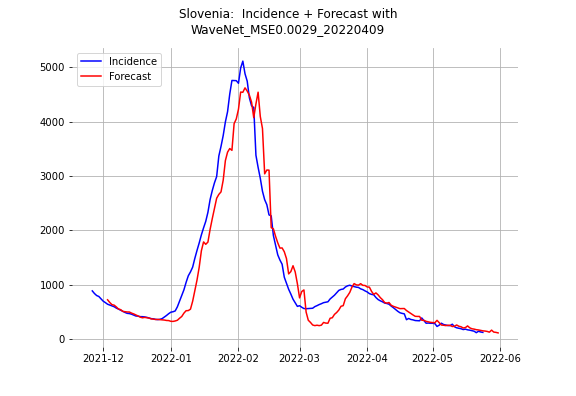 Slovenia:  Incidence + Forecast with
WaveNet_MSE0.0029_20220409
Incidence
Forecast
5000
4000
3000
2000
1000
0
2021-12 2022-01 2022-02 2022-03 2022-04 2022-05 2022-06